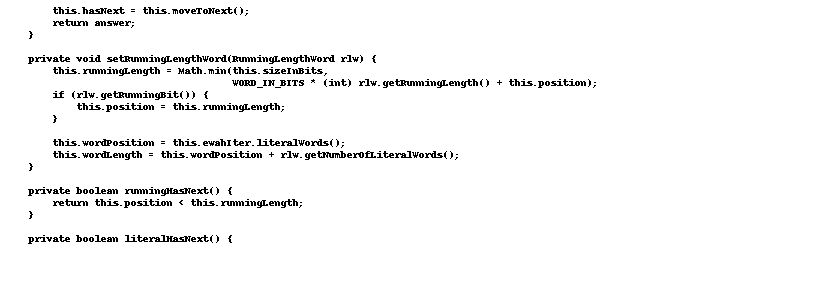 this.hasNext = this.moveToNext();
return answer;
}
private void setRunningLengthWord(RunningLengthWord rlw) {
this.runningLength = Math.min(this.sizeInBits,
WORD_IN_BITS * (int) rlw.getRunningLength() + this.position);
if (rlw.getRunningBit()) {
this.position = this.runningLength;
}
this.wordPosition = this.ewahIter.literalWords();
this.wordLength = this.wordPosition + rlw.getNumberOfLiteralWords();
}
private boolean runningHasNext() {
return this.position < this.runningLength;
}
private boolean literalHasNext() {